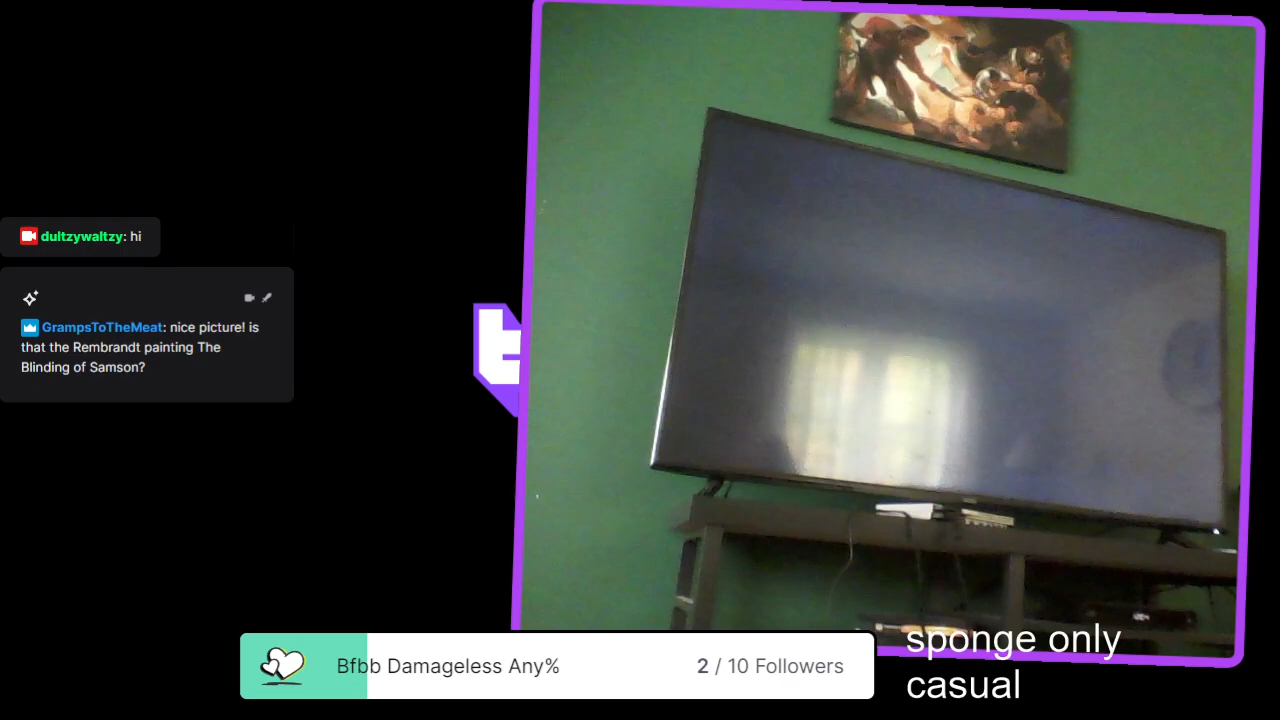 dultzywaltzy: hi
GrampsToTheMeat: nice picture! is
that the Rembrandt painting The
Blinding of Samson?
Bfbb Damageless Any%
2 / 10 Followers
sponge only
casual